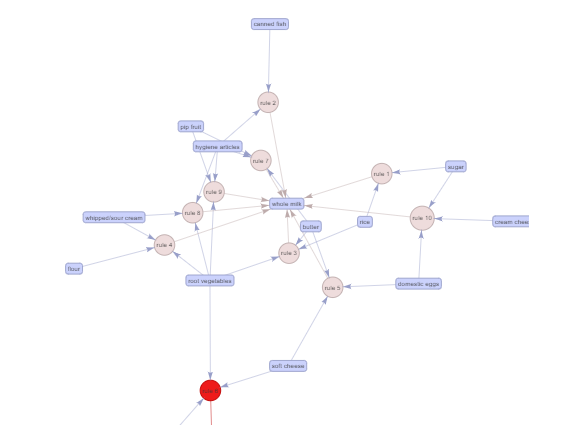 canned fish
rule 2
pip fruit
hygiene articles
rule 7
sugar
rule 1
rule 9
whole milk
rule 8
whipped/sour cream
rule 10
rice
cream chee
butler
rule 4
rule 3
flour
root vegetables
domestic eggs
rule 5
soft cheese